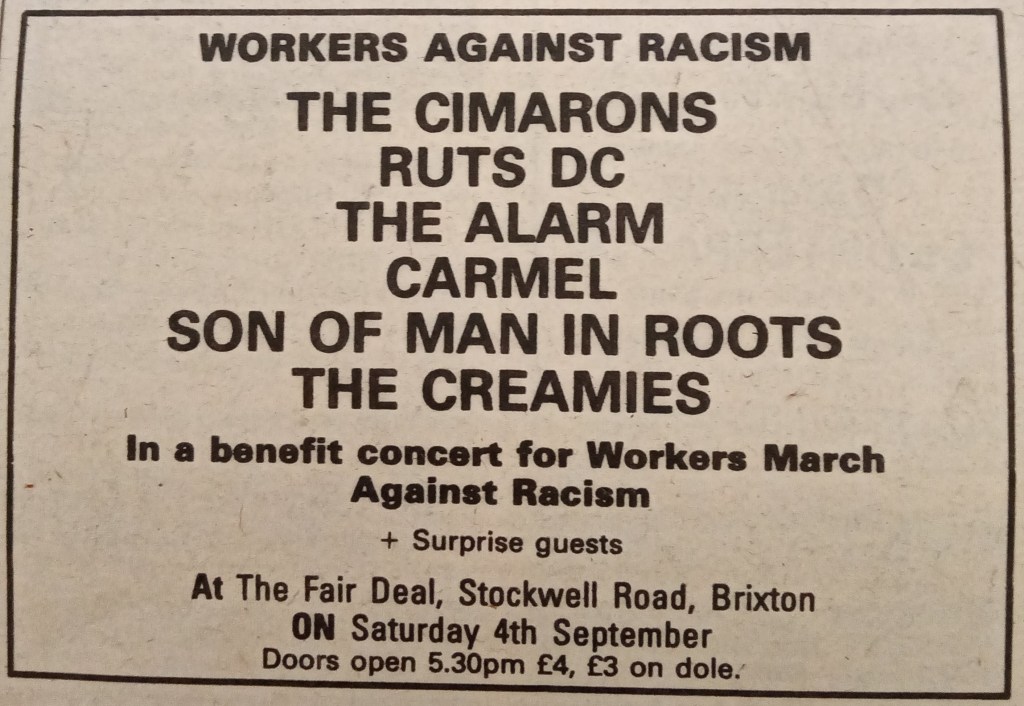 WORKERS AGAINST RACISM
THE CIMARONS
RUTS DC
THE ALARM
CARMEL
SON OF MAN IN ROOTS
THE CREAMIES
In a benefit concert for Workers March
Against Racism
+ Surprise guests
At The Fair Deal, Stockwell Road, Brixton
ON Saturday 4th September
Doors open 5.30pm £4, £3 on dole.